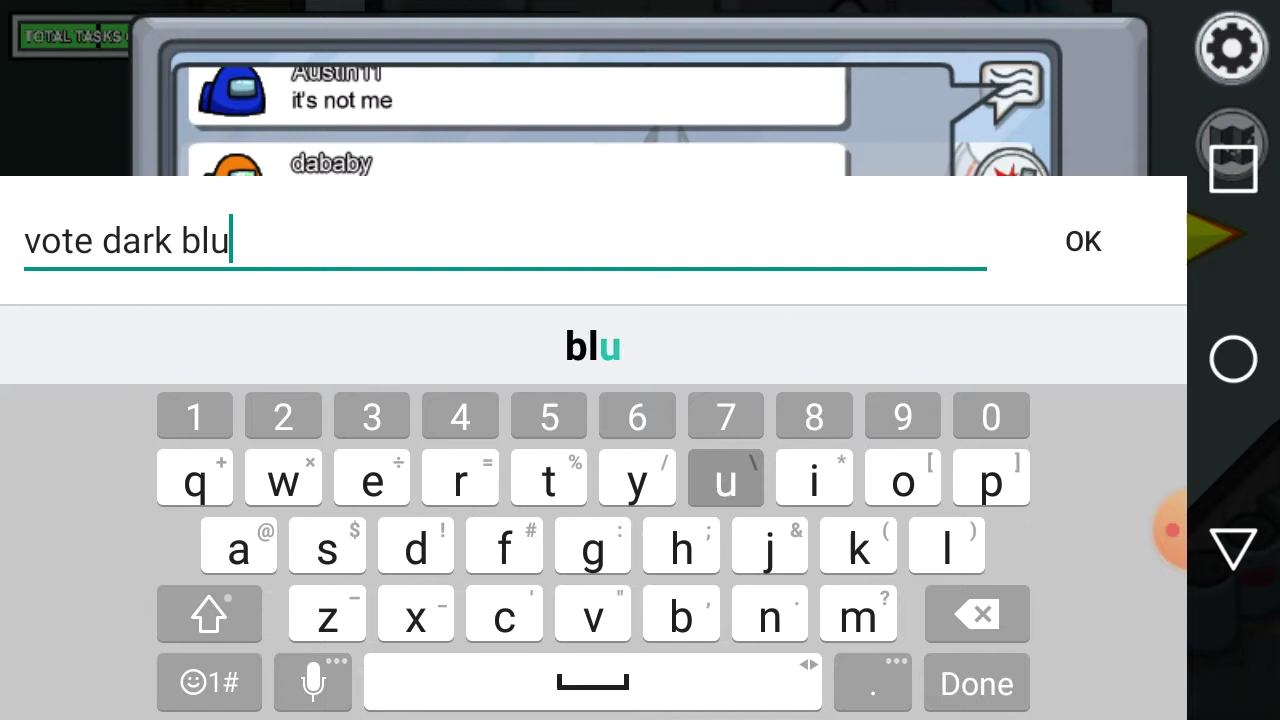 TOTAL TASKS
Austin11
it's not me
dababy
vote dark blu
OK
blu
1 2 3 4 5 6 7 8 9 0
q + w × e ÷ r = t % y / u \ i * o [ p ]
a @ s $ d ! f # g : h ; j & k ( l )
z - x _ c ' v " b , n . m ?
1# . Done